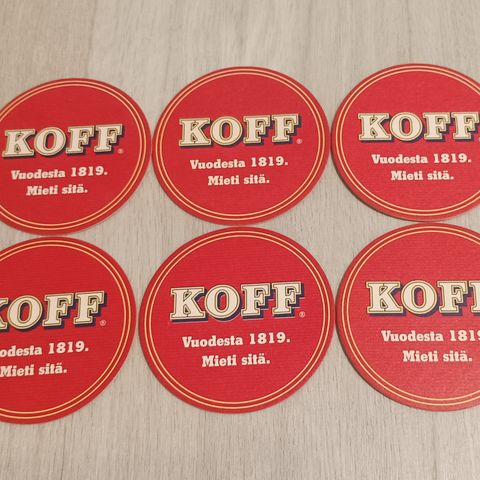 KOFF®
Vuodesta 1819.
Mieti sitä.
KOFF®
Vuodesta 1819.
Mieti sitä.
KOFF
Vuodesta 1819.
Mieti sitä.
KOFF®
Vuodesta 1819.
Mieti sitä.
KOFF®
Vuodesta 1819.
Mieti sitä.
KOFF
Vuodesta 1819.
Mieti sitä.